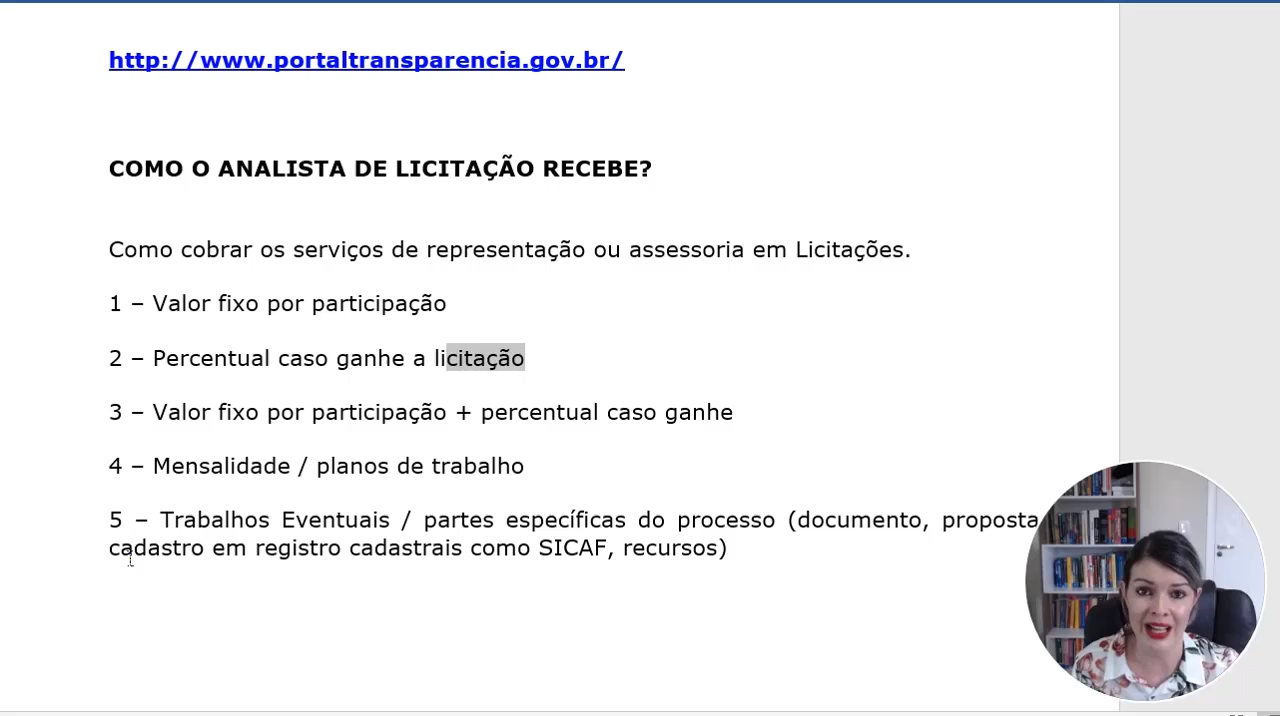 http://www.portaltransparencia.gov.br/
COMO O ANALISTA DE LICITAÇÃO RECEBE?
Como cobrar os serviços de representação ou assessoria em Licitações.
1 – Valor fixo por participação
2 – Percentual caso ganhe a licitação
3 – Valor fixo por participação + percentual caso ganhe
4 – Mensalidade / planos de trabalho
5 – Trabalhos Eventuais / partes específicas do processo (documento, proposta
cadastro em registro cadastrais como SICAF, recursos)